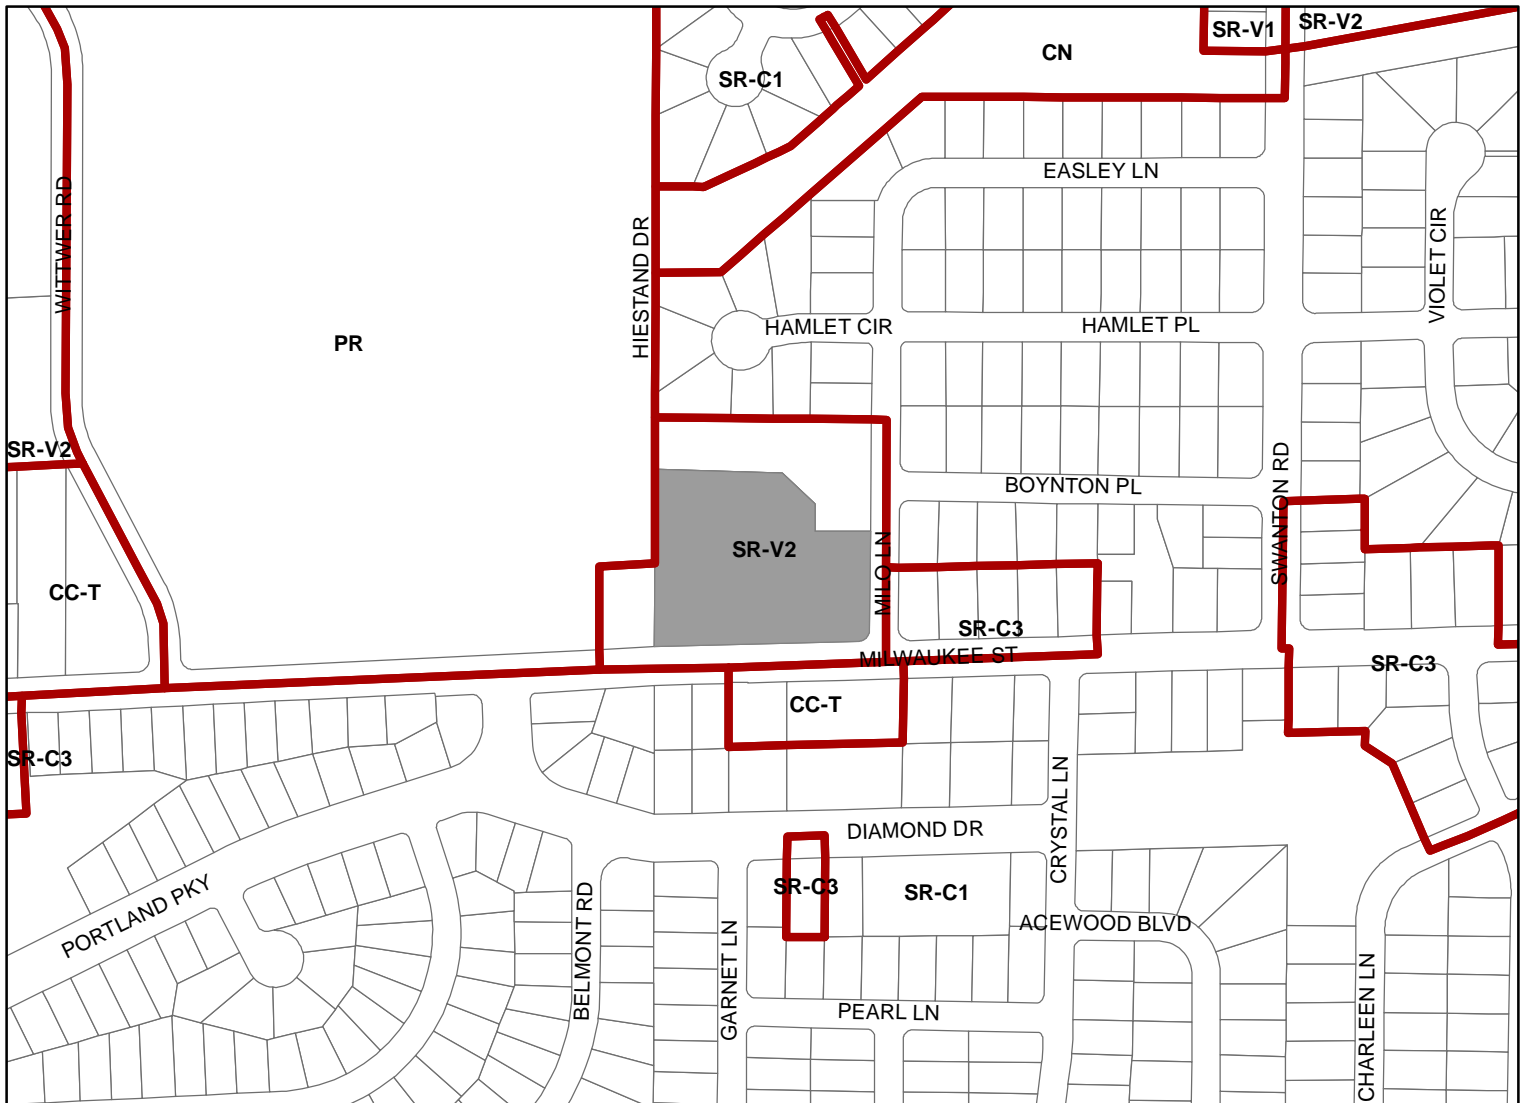 SR-V1
SR-V2
CN
SR-C1
EASLEY LN
WITTWER RD
HIESTAND DR
VIOLET CIR
HAMLET CIR
HAMLET PL
PR
SR-V2
BOYNTON PL
SWANTON RD
SR-V2
MILO LN
CC-T
SR-C3
MILWAUKEE ST
SR-C3
CC-T
SR-C3
CRYSTAL LN
DIAMOND DR
SR-C3
SR-C1
PORTLAND PKY
BELMONT RD
GARNET LN
ACEWOOD BLVD
PEARL LN
CHARLEEN LN